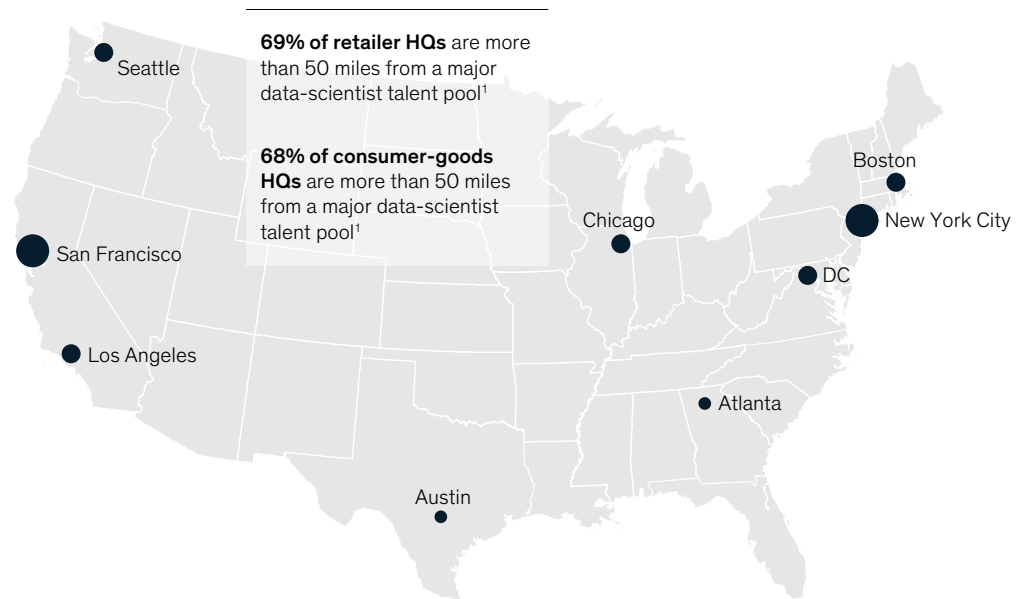 69% of retailer HQs are more
than 50 miles from a major
data-scientist talent pool¹
68% of consumer-goods
HQs are more than 50 miles
from a major data-scientist
talent pool¹
Seattle
Boston
Chicago
New York City
San Francisco
DC
Los Angeles
Atlanta
Austin